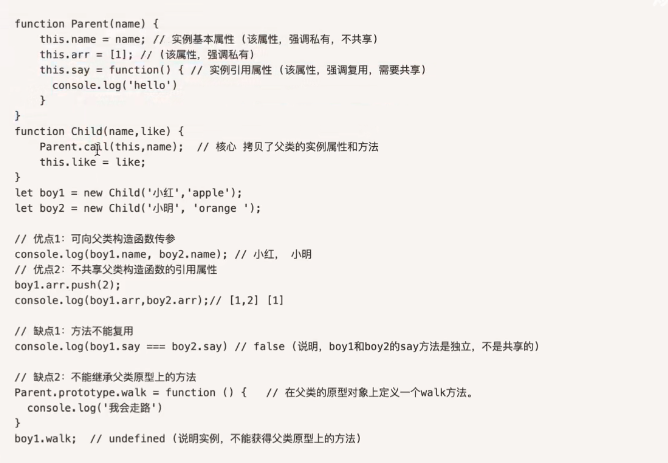 function Parent(name) {
    this.name = name; // 实例基本属性 (该属性，强调私有，不共享)
    this.arr = [1]; // (该属性，强调私有)
    this.say = function() { // 实例引用属性 (该属性，强调复用，需要共享)
      console.log('hello')
    }
}
function Child(name,like) {
    Parent.call(this,name);  // 核心 拷贝了父类的实例属性和方法
    this.like = like;
}
let boy1 = new Child('小红','apple');
let boy2 = new Child('小明', 'orange ');

// 优点1：可向父类构造函数传参
console.log(boy1.name, boy2.name); // 小红， 小明
// 优点2：不共享父类构造函数的引用属性
boy1.arr.push(2);
console.log(boy1.arr,boy2.arr);// [1,2] [1]

// 缺点1：方法不能复用
console.log(boy1.say === boy2.say) // false (说明，boy1和boy2的say方法是独立，不是共享的)

// 缺点2：不能继承父类原型上的方法
Parent.prototype.walk = function () {   // 在父类的原型对象上定义一个walk方法。
  console.log('我会走路')
}
boy1.walk;  // undefined (说明实例，不能获得父类原型上的方法)